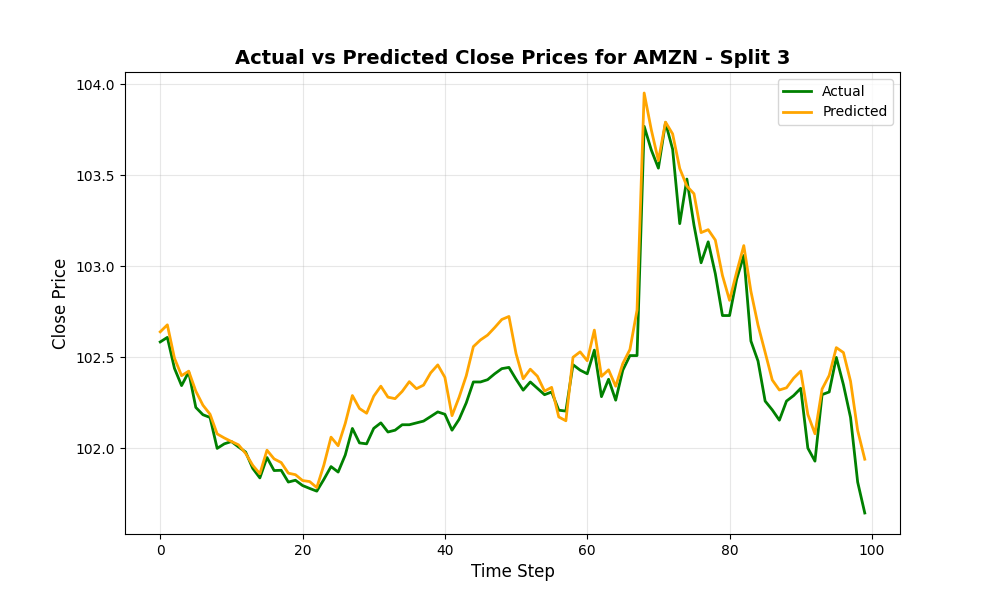 Actual vs Predicted Close Prices for AMZN - Split 3
Actual
Predicted
Close Price
104.0
103.5
103.0
102.5
102.0
0
20
40
60
80
100
Time Step